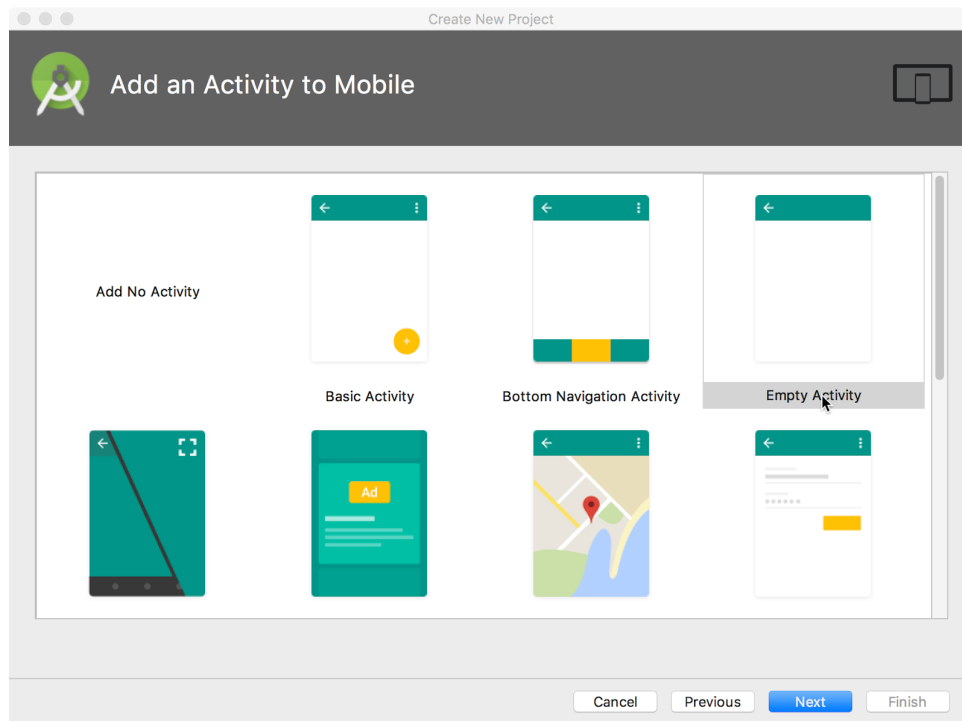 Create New Project
Add an Activity to Mobile
Add No Activity
Basic Activity
Bottom Navigation Activity
Empty Activity
Ad
Cancel
Previous
Next
Finish